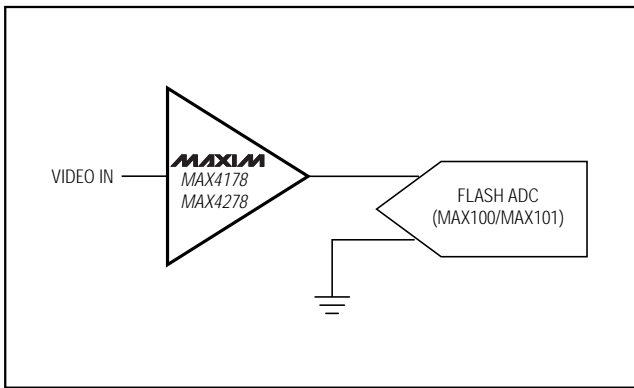 VIDEO IN
MAXIM
MAX4178
MAX4278
FLASH ADC
(MAX100/MAX101)